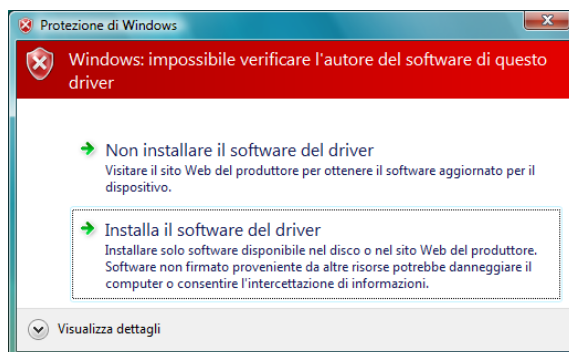 Protezione di Windows
Windows: impossibile verificare l'autore del software di questo
driver
Non installare il software del driver
Visitare il sito Web del produttore per ottenere il software aggiornato per il
dispositivo.
Installa il software del driver
Installare solo software disponibile nel disco o nel sito Web del produttore.
Software non firmato proveniente da altre risorse potrebbe danneggiare il
computer o consentire l'intercettazione di informazioni.
Visualizza dettagli